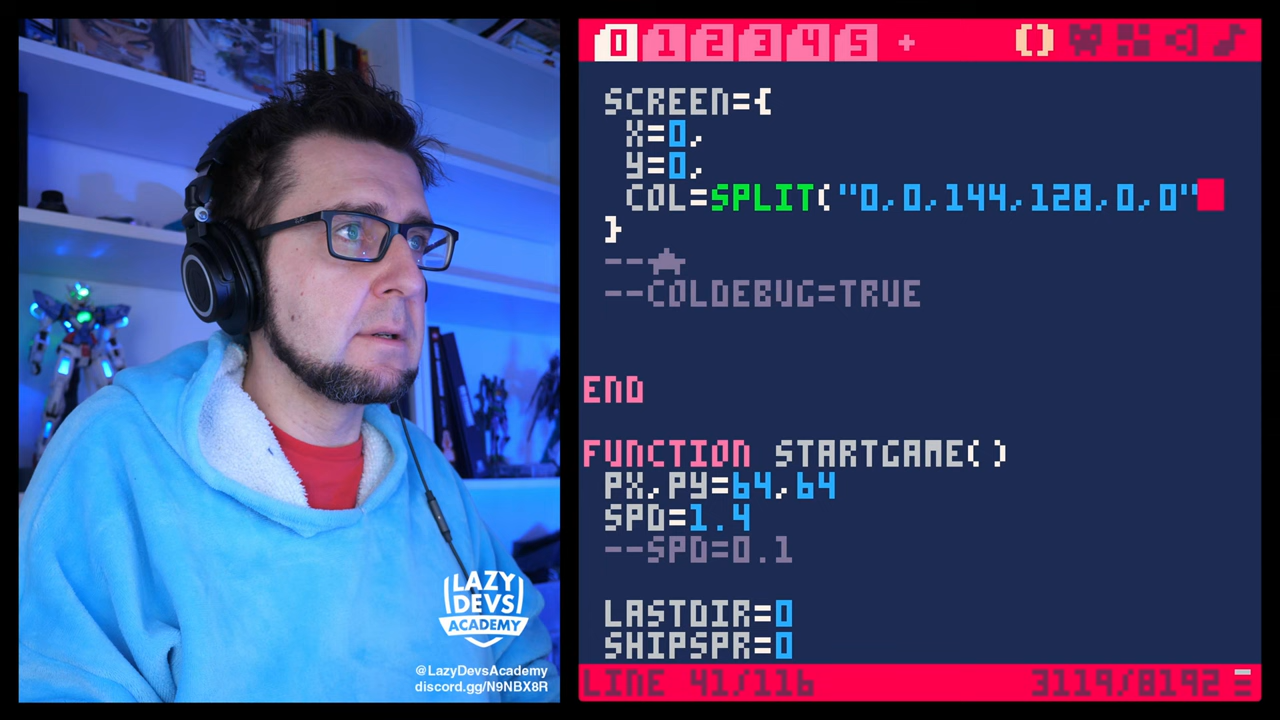 LAZY
DEVS
ACADEMY
@LazyDevsAcademy
discord.gg/N9NBX8R
0 1 2 3 4 5 +
SCREEN={
X=0,
Y=0,
COL=SPLIT("0,0,144,128,0,0"
}
--
--COLDEBUG=TRUE
END
FUNCTION STARTGAME()
PX,PY=64,64
SPD=1.4
--SPD=0.1
LASTDIR=0
SHIPSPR=0
LINE 41/116
3119/8192